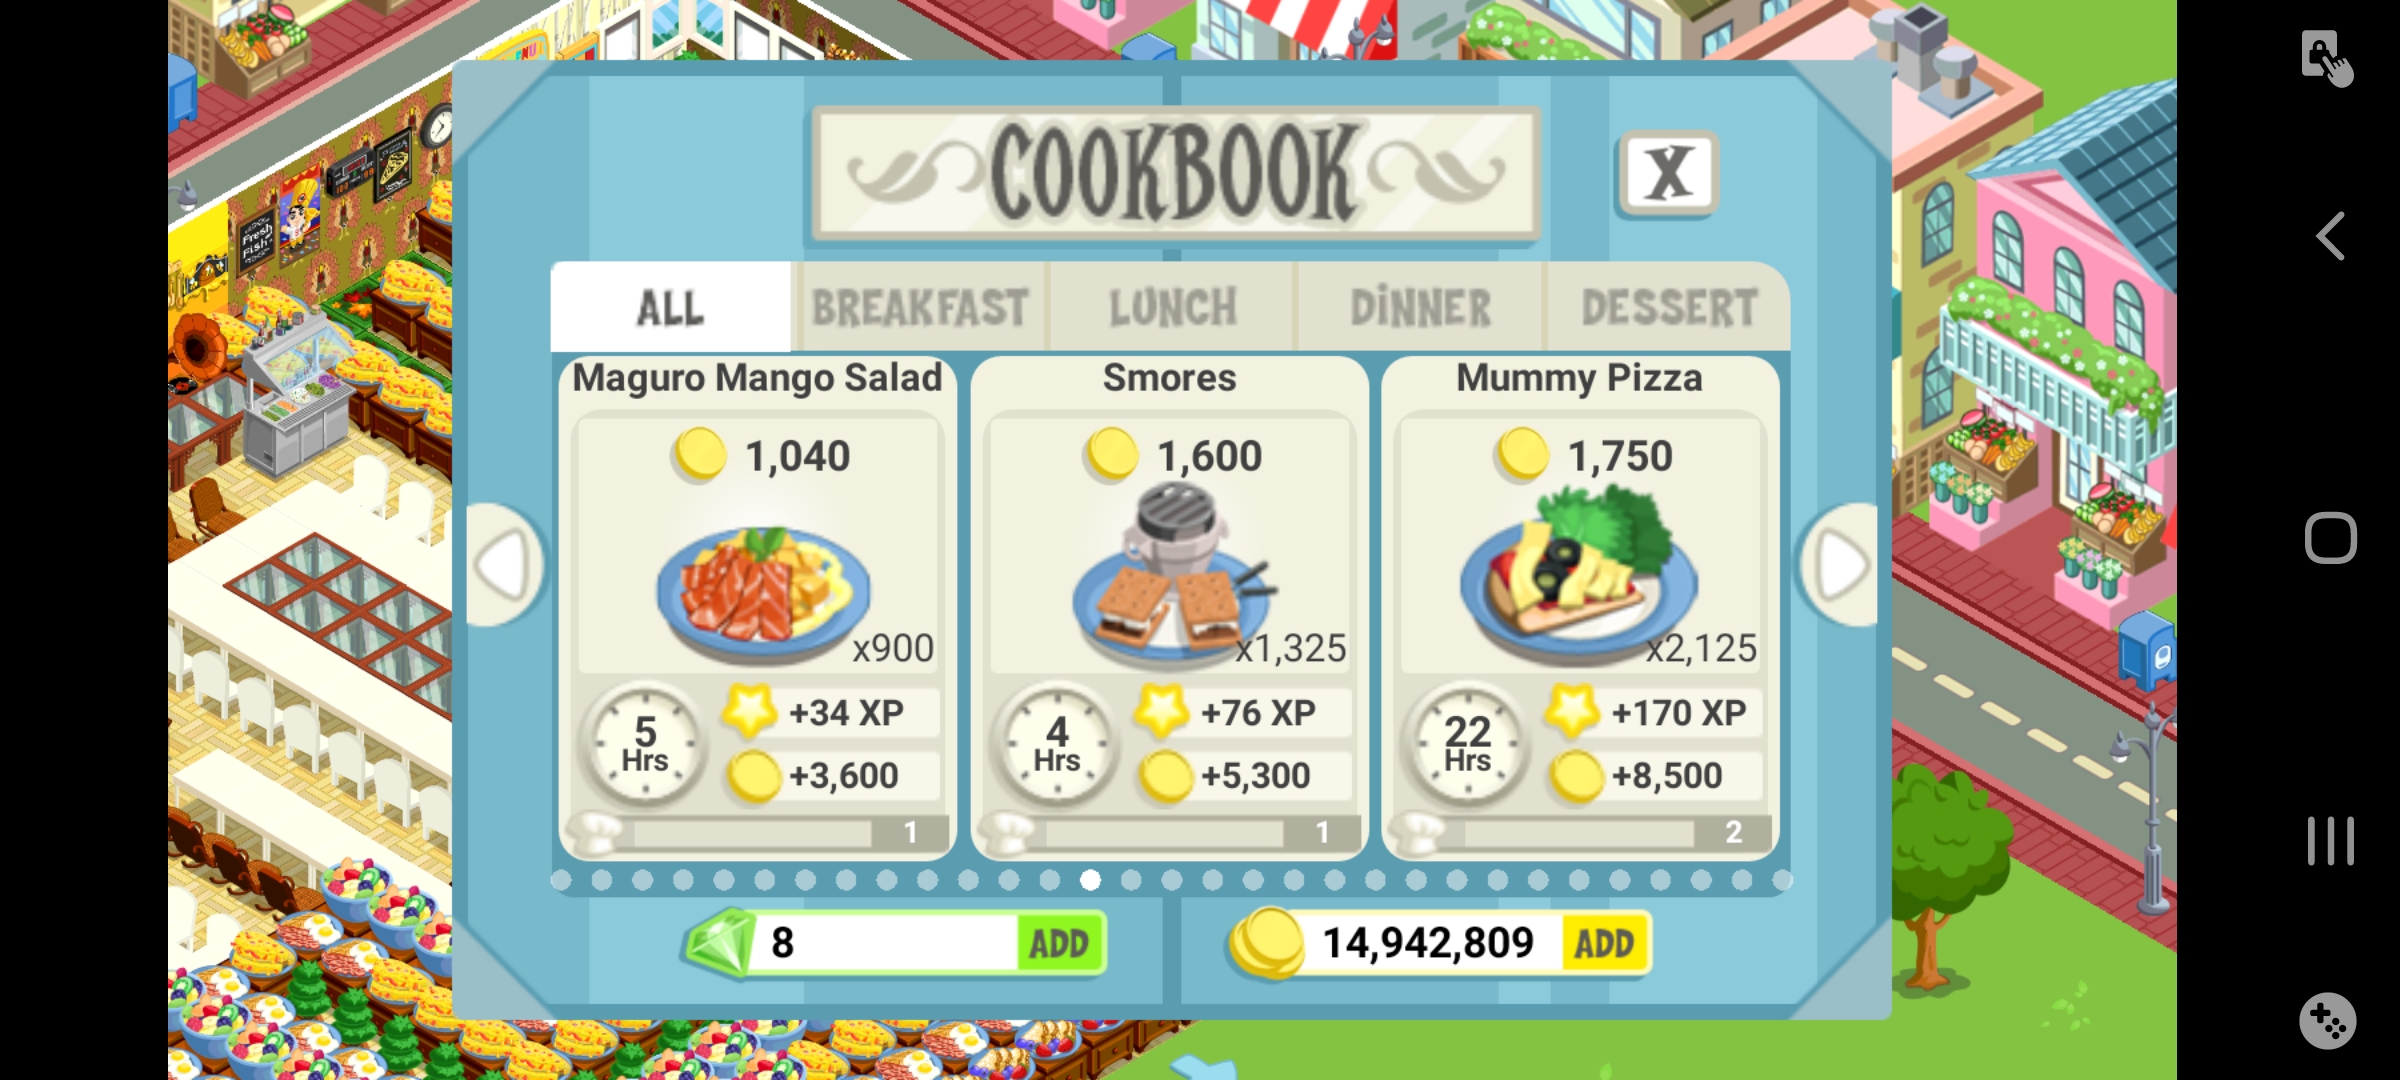 COOKBOOK
X
ALL
BREAKFAST
LUNCH
DINNER
DESSERT
Maguro Mango Salad
1,040
x900
5
Hrs
+34 XP
+3,600
1
Smores
1,600
x1,325
4
Hrs
+76 XP
+5,300
1
Mummy Pizza
1,750
x2,125
22
Hrs
+170 XP
+8,500
2
8
ADD
14,942,809
ADD
Fresh
Fish